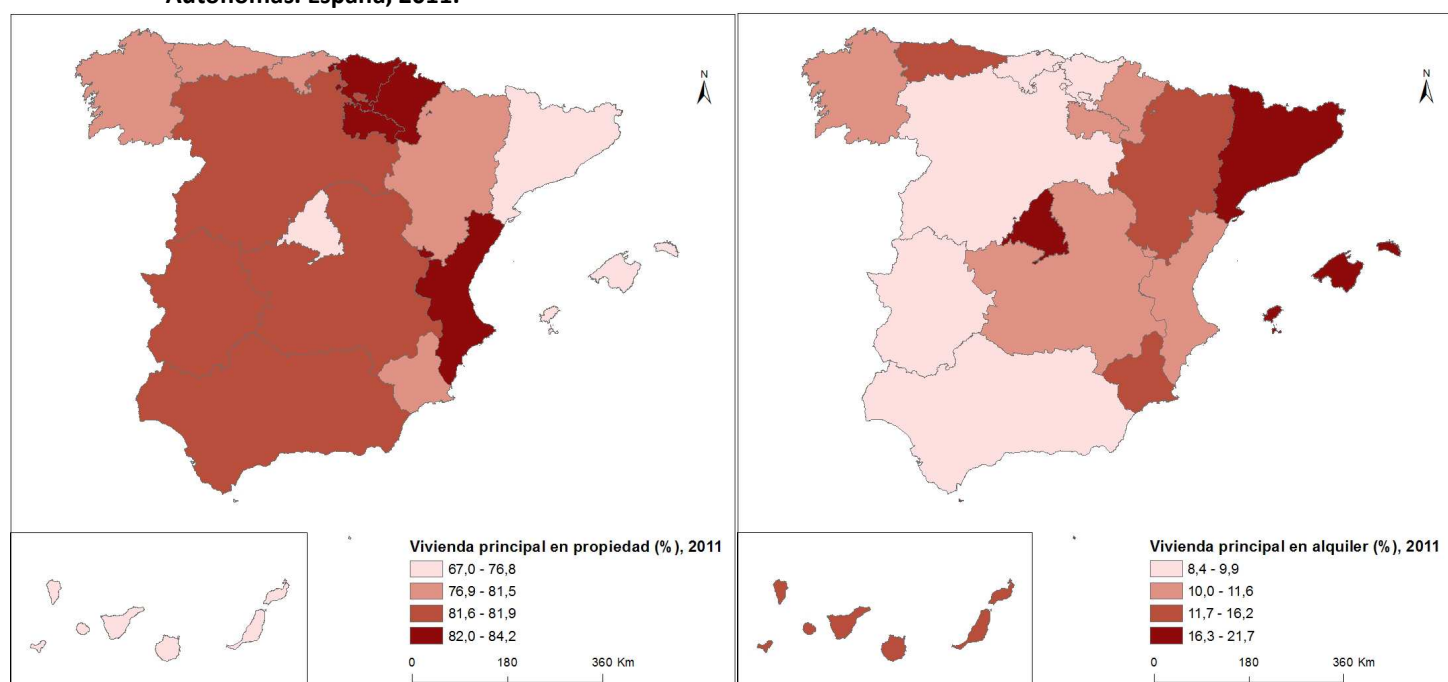 Autónomas. España, 2011.
N
Vivienda principal en propiedad (%), 2011
67,0 - 76,8
76,9 - 81,5
81,6 - 81,9
82,0 - 84,2
0 180 360 Km
N
Vivienda principal en alquiler (%), 2011
8,4 - 9,9
10,0 - 11,6
11,7 - 16,2
16,3 - 21,7
0 180 360 Km